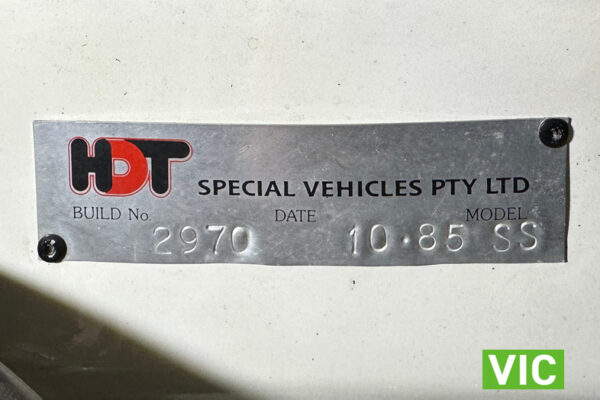 HDT SPECIAL VEHICLES PTY LTD
BUILD No. DATE MODEL
2970 10·85 SS
VIC